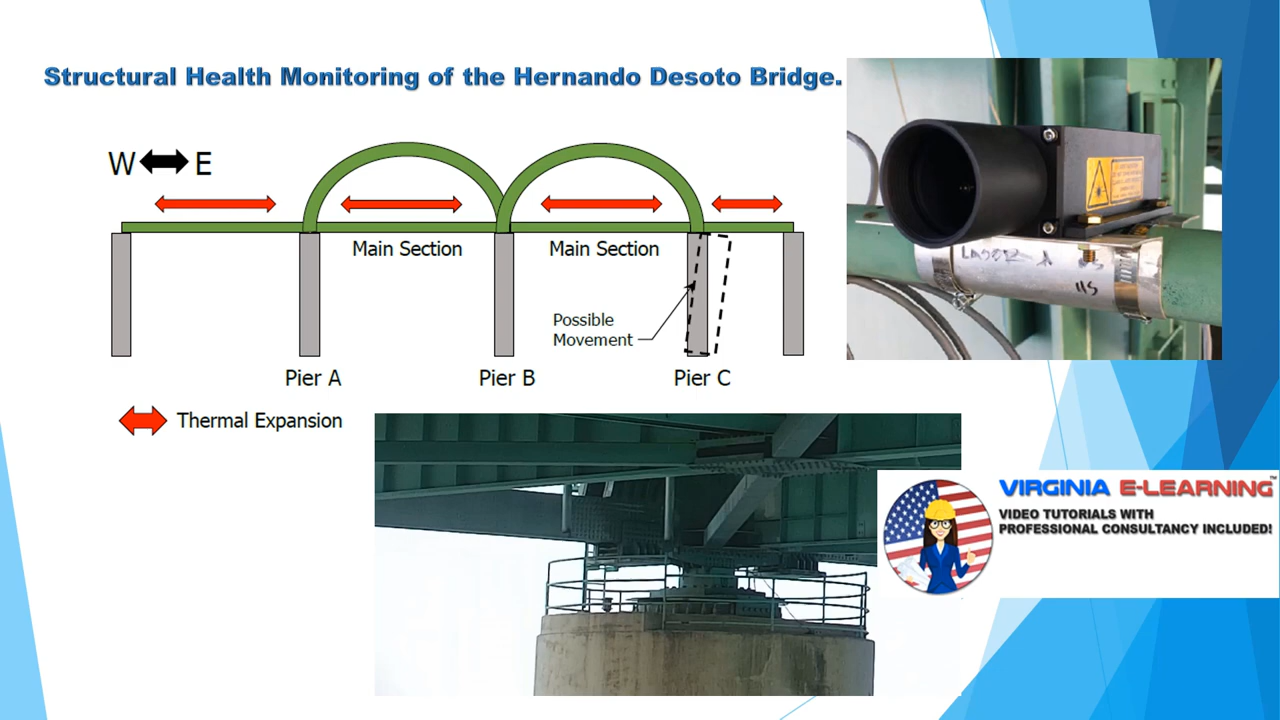 Structural Health Monitoring of the Hernando Desoto Bridge.
W E
Main Section
Main Section
Possible
Movement
Pier A
Pier B
Pier C
Thermal Expansion
LASER A
VIRGINIA E-LEARNING™
VIDEO TUTORIALS WITH
PROFESSIONAL CONSULTANCY INCLUDED!